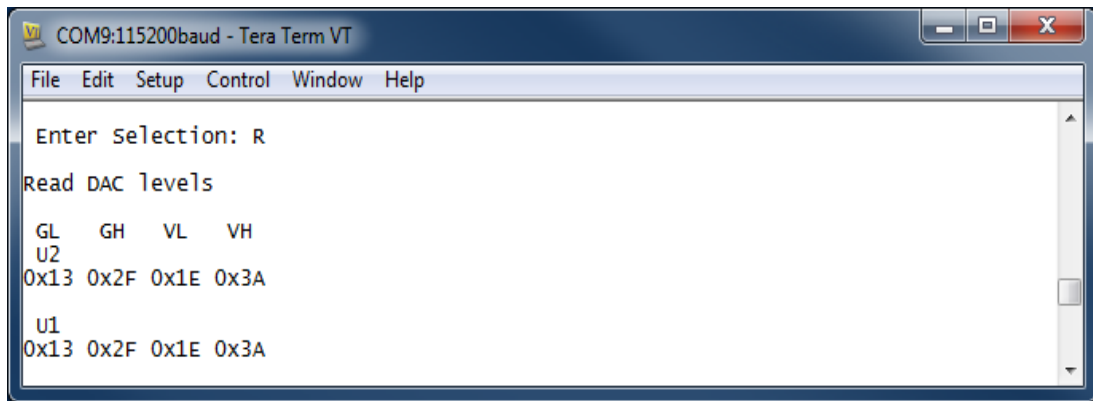 COM9:115200baud - Tera Term VT
File Edit Setup Control Window Help
Enter Selection: R
Read DAC levels
GL GH VL VH
U2
0x13 0x2F 0x1E 0x3A
U1
0x13 0x2F 0x1E 0x3A